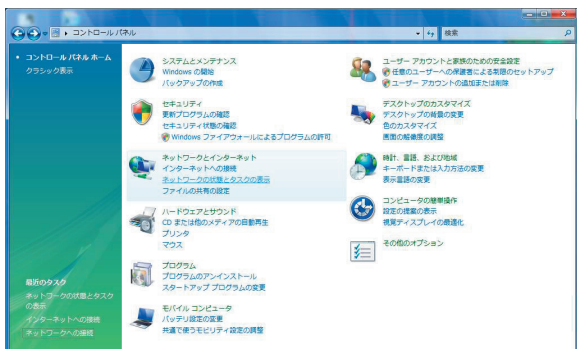 コントロール パネル
検索
コントロール パネル ホーム
クラシック表示
システムとメンテナンス
Windows の開始
バックアップの作成
セキュリティ
更新プログラムの確認
セキュリティ状態の確認
Windows ファイアウォールによるプログラムの許可
ネットワークとインターネット
インターネットへの接続
ネットワークの状態とタスクの表示
ファイルの共有の設定
ハードウェアとサウンド
CD または他のメディアの自動再生
プリンタ
マウス
プログラム
プログラムのアンインストール
スタートアップ プログラムの変更
モバイル コンピュータ
バッテリ設定の変更
共通で使うモビリティ設定の調整
ユーザー アカウントと家族のための安全設定
任意のユーザーへの保護者による制限のセットアップ
ユーザー アカウントの追加または削除
デスクトップのカスタマイズ
デスクトップの背景の変更
色のカスタマイズ
画面の解像度の調整
時計、言語、および地域
キーボードまたは入力方法の変更
表示言語の変更
コンピュータの簡単操作
設定の提案の表示
視覚ディスプレイの最適化
その他のオプション
最近のタスク
ネットワークの状態とタスク
の表示
インターネットへの接続
ネットワークへの接続